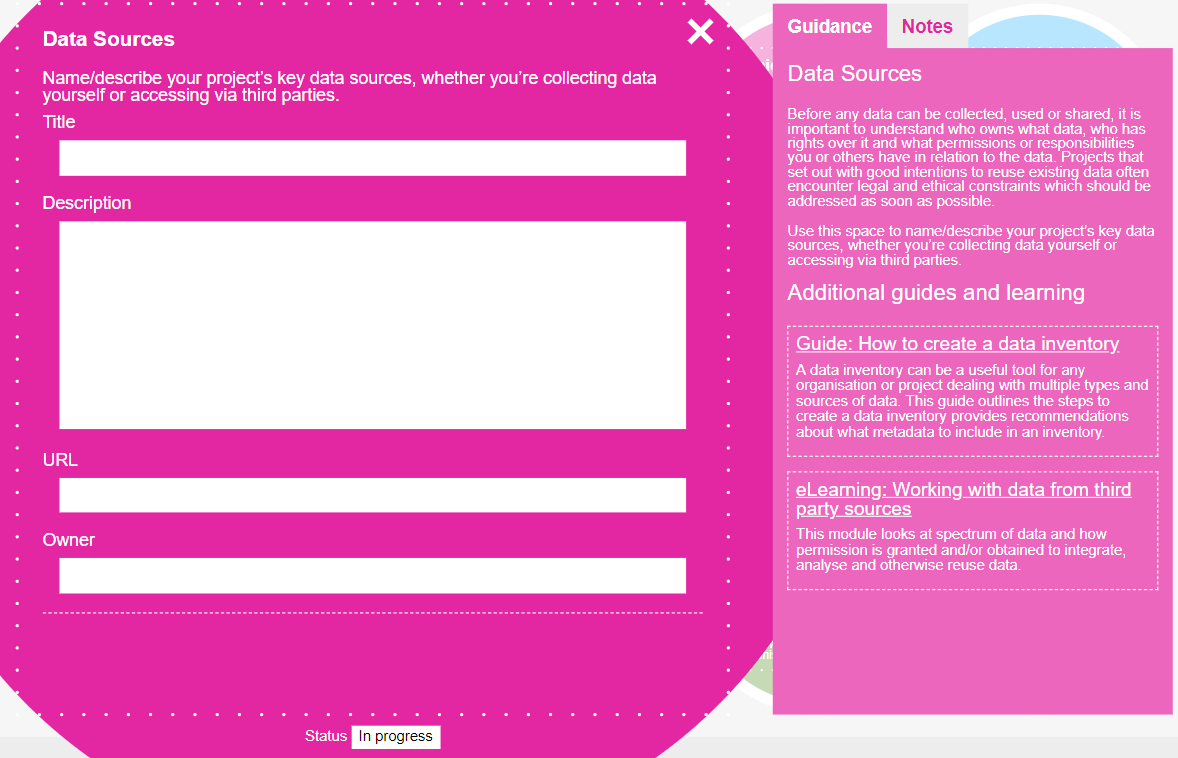 Data Sources
Name/describe your project's key data sources, whether you're collecting data
yourself or accessing via third parties.
Title
Description
URL
Owner
Status In progress
Guidance Notes
Data Sources
Before any data can be collected, used or shared, it is
important to understand who owns what data, who has
rights over it and what permissions or responsibilities
you or others have in relation to the data. Projects that
set out with good intentions to reuse existing data often
encounter legal and ethical constraints which should be
addressed as soon as possible.
Use this space to name/describe your project's key data
sources, whether you're collecting data yourself or
accessing via third parties.
Additional guides and learning
Guide: How to create a data inventory
A data inventory can be a useful tool for any
organisation or project dealing with multiple types and
sources of data. This guide outlines the steps to
create a data inventory provides recommendations
about what metadata to include in an inventory.
eLearning: Working with data from third
party sources
This module looks at spectrum of data and how
permission is granted and/or obtained to integrate,
analyse and otherwise reuse data.